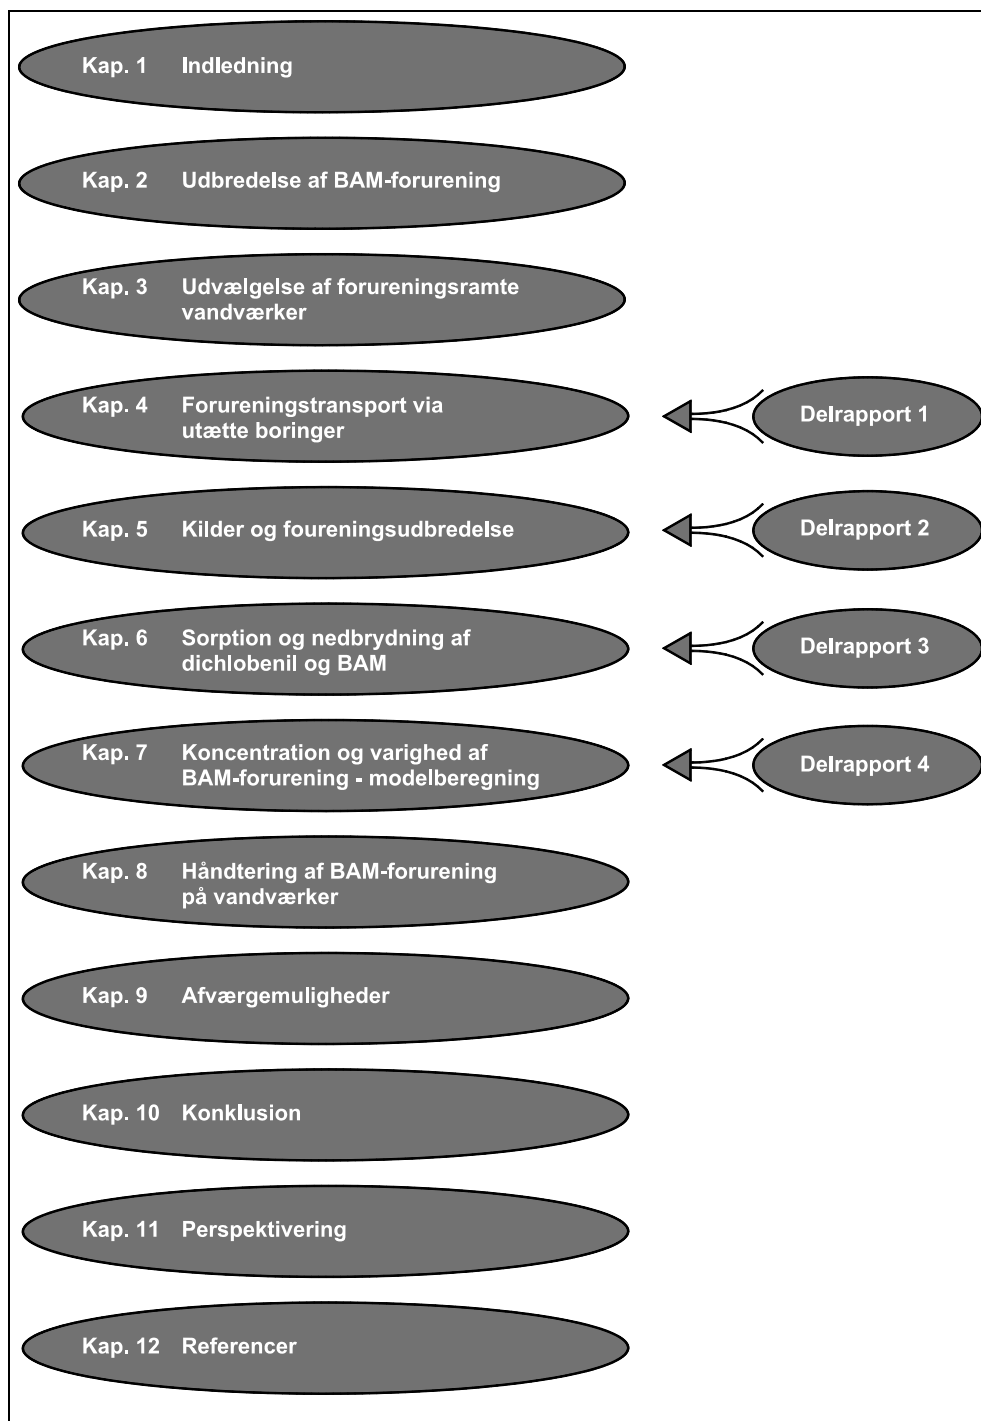 Kap. 1 Indledning
Kap. 2 Udbredelse af BAM-forurening
Kap. 3 Udvælgelse af forureningsramte
vandværker
Kap. 4 Forureningstransport via
utætte boringer
Delrapport 1
Kap. 5 Kilder og foureningsudbredelse
Delrapport 2
Kap. 6 Sorption og nedbrydning af
dichlobenil og BAM
Delrapport 3
Kap. 7 Koncentration og varighed af
BAM-forurening - modelberegning
Delrapport 4
Kap. 8 Håndtering af BAM-forurening
på vandværker
Kap. 9 Afværgemuligheder
Kap. 10 Konklusion
Kap. 11 Perspektivering
Kap. 12 Referencer